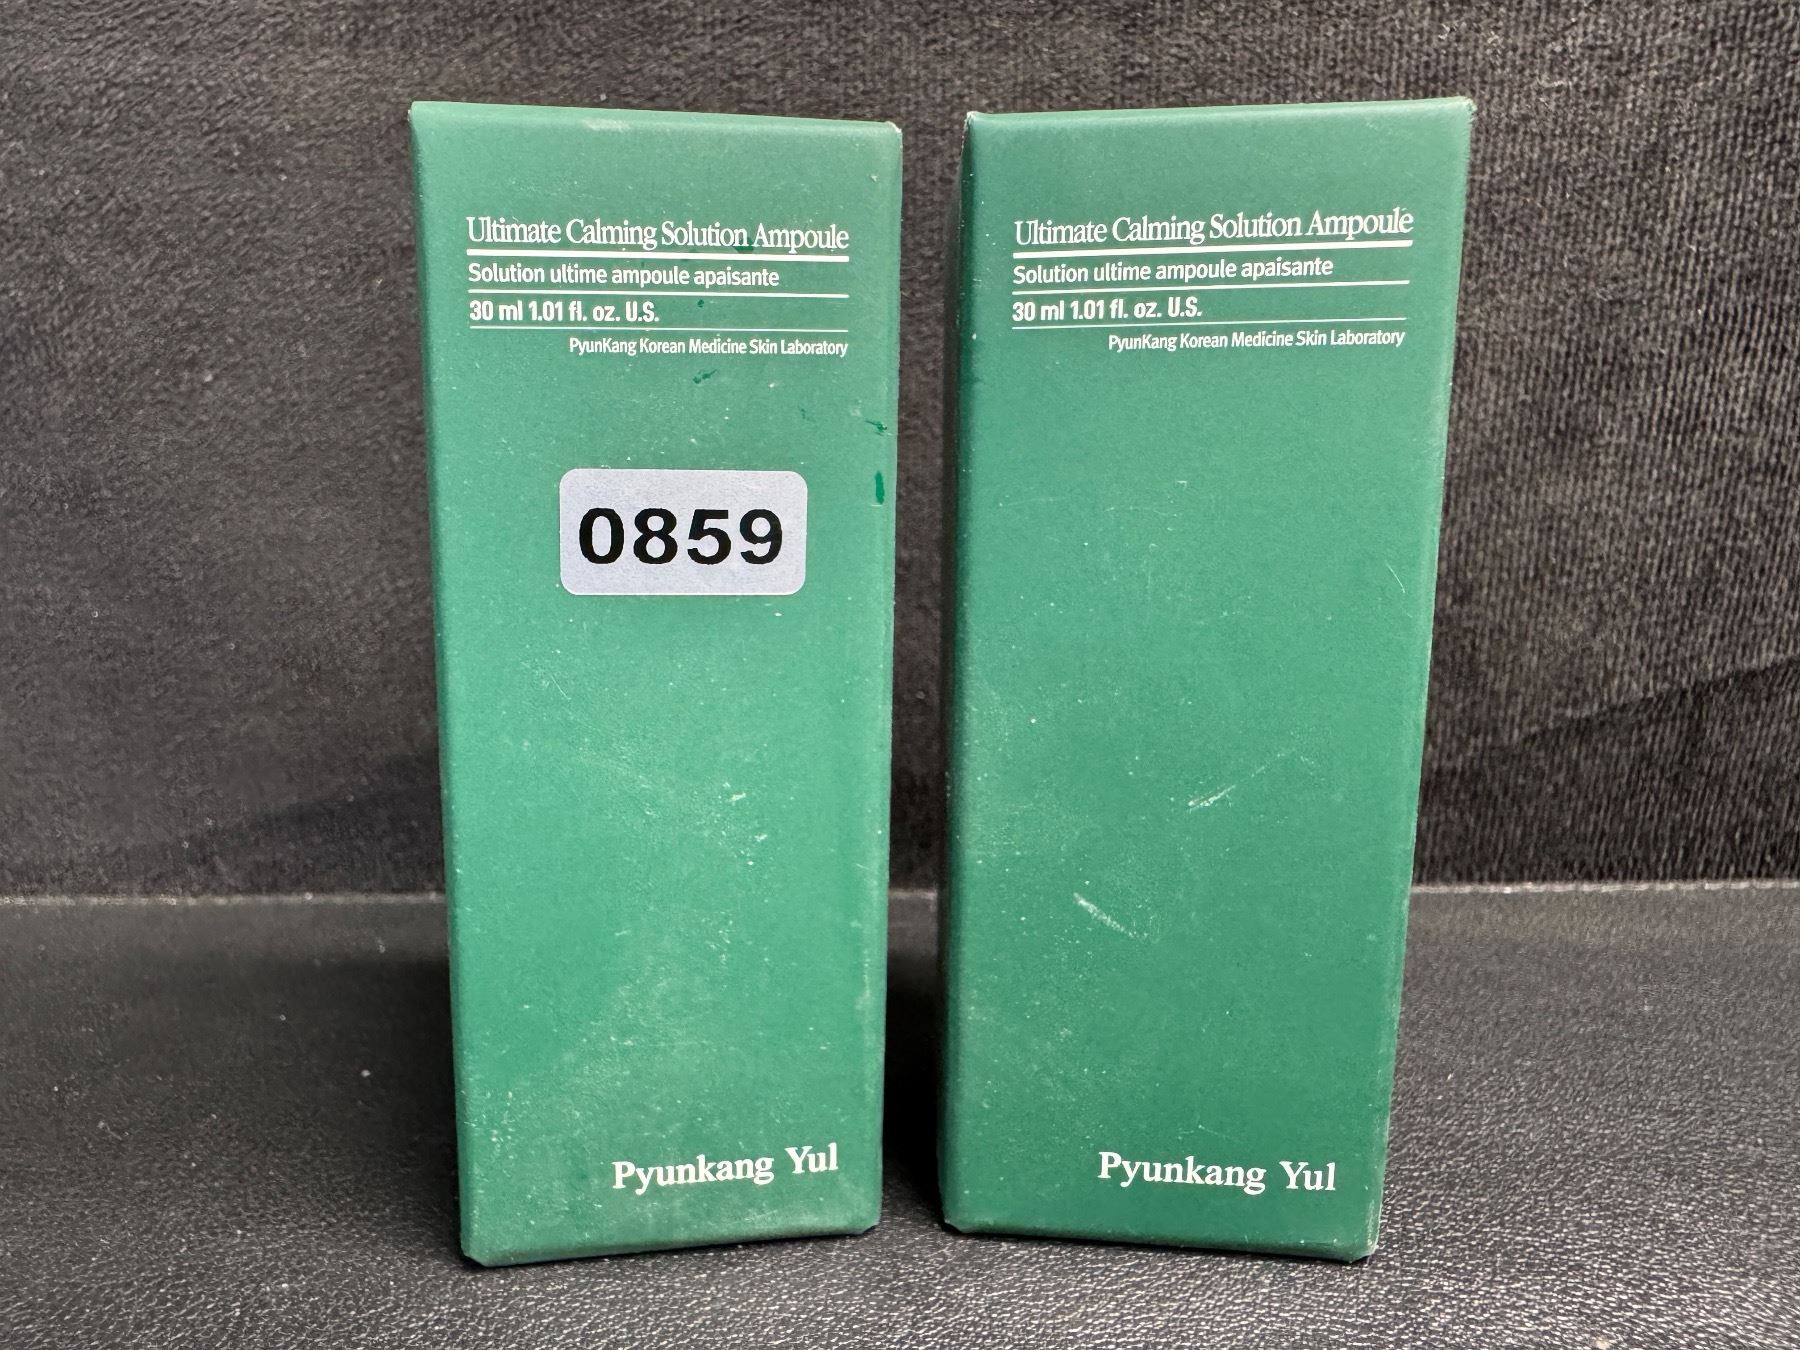 Ultimate Calming Solution Ampoule
Solution ultime ampoule apaisante
30 ml 1.01 fl. oz. U.S.
PyunKang Korean Medicine Skin Laboratory
0859
Pyunkang Yul
Ultimate Calming Solution Ampoule
Solution ultime ampoule apaisante
30 ml 1.01 fl. oz. U.S.
PyunKang Korean Medicine Skin Laboratory
Pyunkang Yul